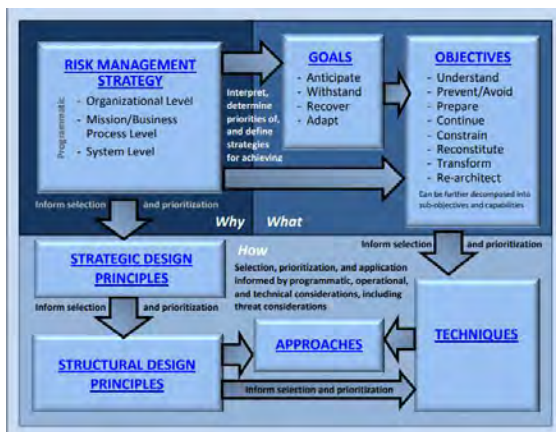 RISK MANAGEMENT
STRATEGY
Programmatic
- Organizational Level
- Mission/Business
Process Level
- System Level
Interpret,
determine
priorities of,
and define
strategies
for achieving
GOALS
- Anticipate
- Withstand
- Recover
- Adapt
OBJECTIVES
- Understand
- Prevent/Avoid
- Prepare
- Continue
- Constrain
- Reconstitute
- Transform
- Re-architect
Can be further decomposed into
sub-objectives and capabilities
Inform selection and prioritization
Why
What
How
STRATEGIC DESIGN
PRINCIPLES
Selection, prioritization, and application
informed by programmatic, operational,
and technical considerations, including
threat considerations
Inform selection and prioritization
Inform selection and prioritization
STRUCTURAL DESIGN
PRINCIPLES
APPROACHES
TECHNIQUES
Inform selection and prioritization